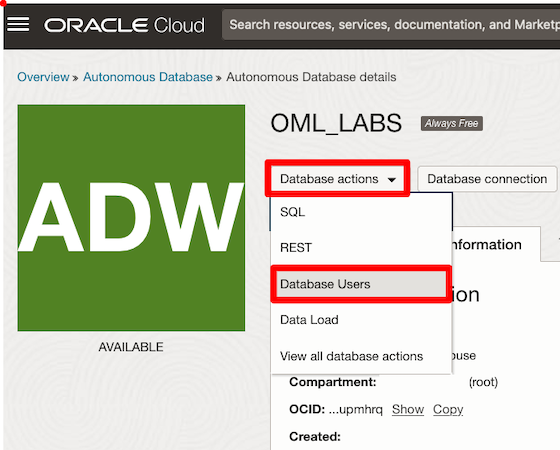 ORACLE Cloud
Search resources, services, documentation, and Marketp
Overview » Autonomous Database » Autonomous Database details
ADW
AVAILABLE
OML_LABS Always Free
Database actions
Database connection
SQL
REST
Database Users
Data Load
View all database actions
nformation
ion
ouse
Compartment: (root)
OCID: ...upmhrq Show Copy
Created: